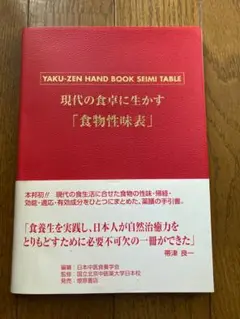 YAKU-ZEN HAND BOOK SEIMI TABLE
現代の食卓に生かす
「食物性味表」
本邦初!! 現代の食生活に合せた食物の性味・帰経・
効能・適応・有効成分をひとつにまとめた、薬膳の手引書。
「食養生を実践し、日本人が自然治癒力を
とりもどすために必要不可欠の一冊ができた」
帯津 良一
編著:日本中医食養学会
監修:国立北京中医薬大学日本校
発売:燎原書店